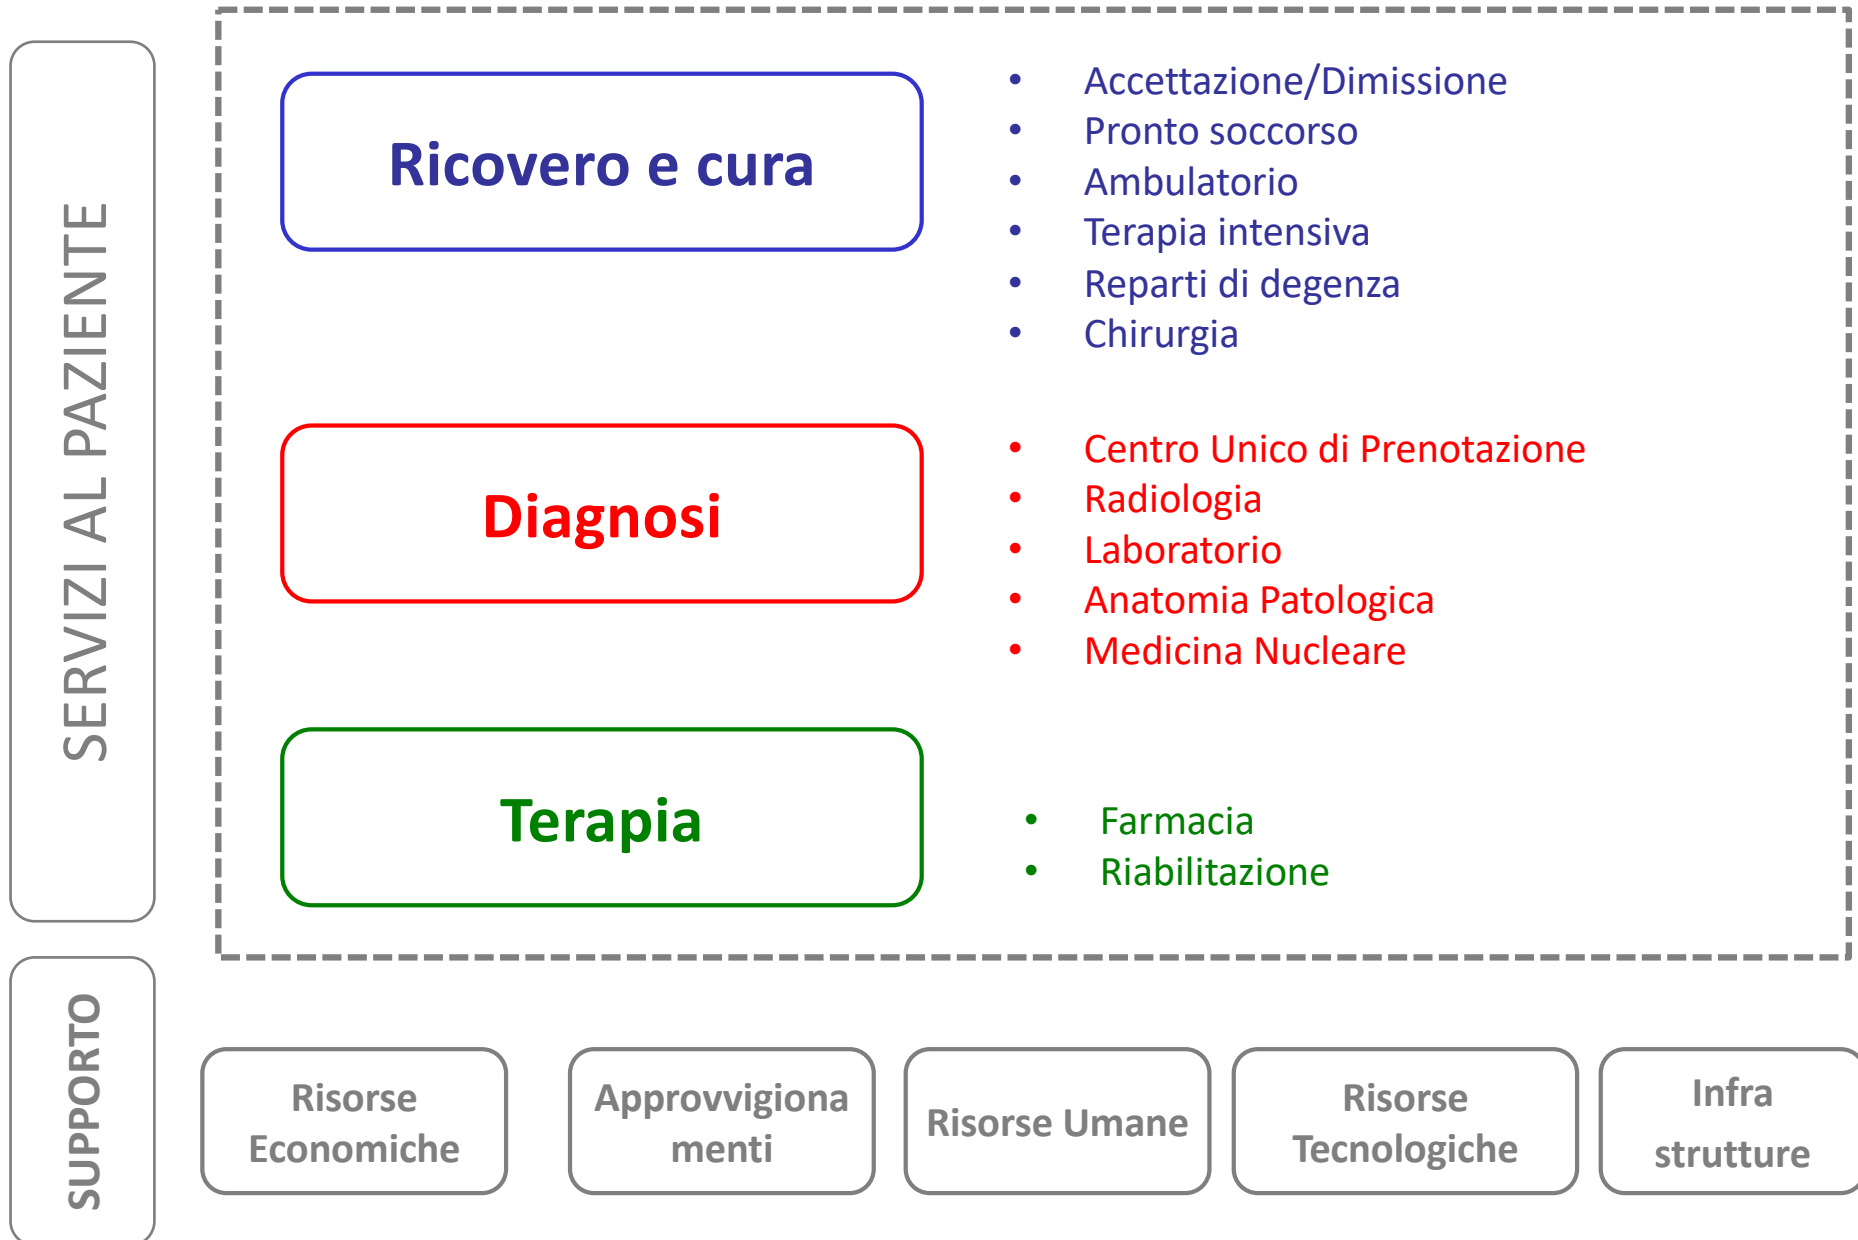 SERVIZI AL PAZIENTE
Ricovero e cura
• Accettazione/Dimissione
• Pronto soccorso
• Ambulatorio
• Terapia intensiva
• Reparti di degenza
• Chirurgia
Diagnosi
• Centro Unico di Prenotazione
• Radiologia
• Laboratorio
• Anatomia Patologica
• Medicina Nucleare
Terapia
• Farmacia
• Riabilitazione
SUPPORTO
Risorse
Economiche
Approvvigiona
menti
Risorse Umane
Risorse
Tecnologiche
Infra
strutture